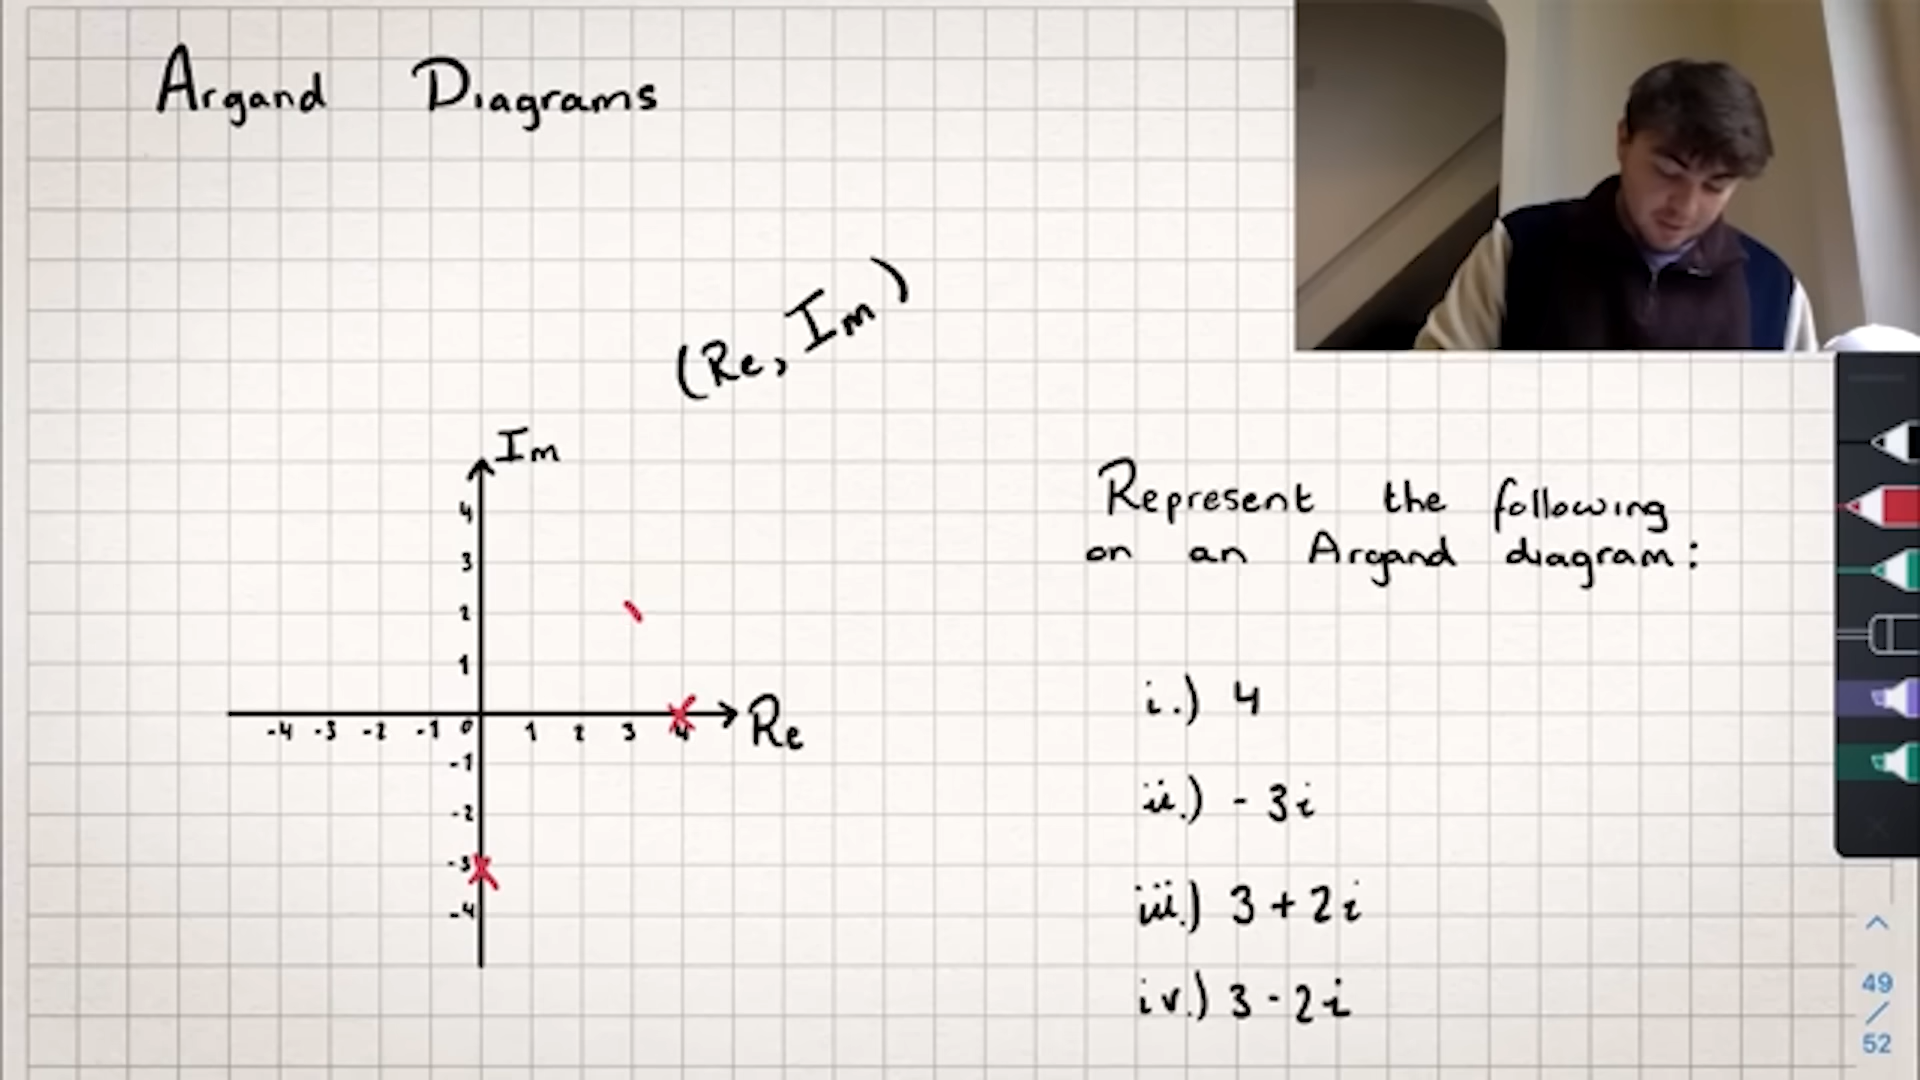 Argand Diagrams
(Re, Im)
Im
4
3
2
1
-4 -3 -2 -1 0 1 2 3 4 Re
-1
-2
-3
-4
Represent the following
on an Argand diagram:
i.) 4
ii.) - 3i
iii.) 3 + 2i
iv.) 3 - 2i
49
/
52